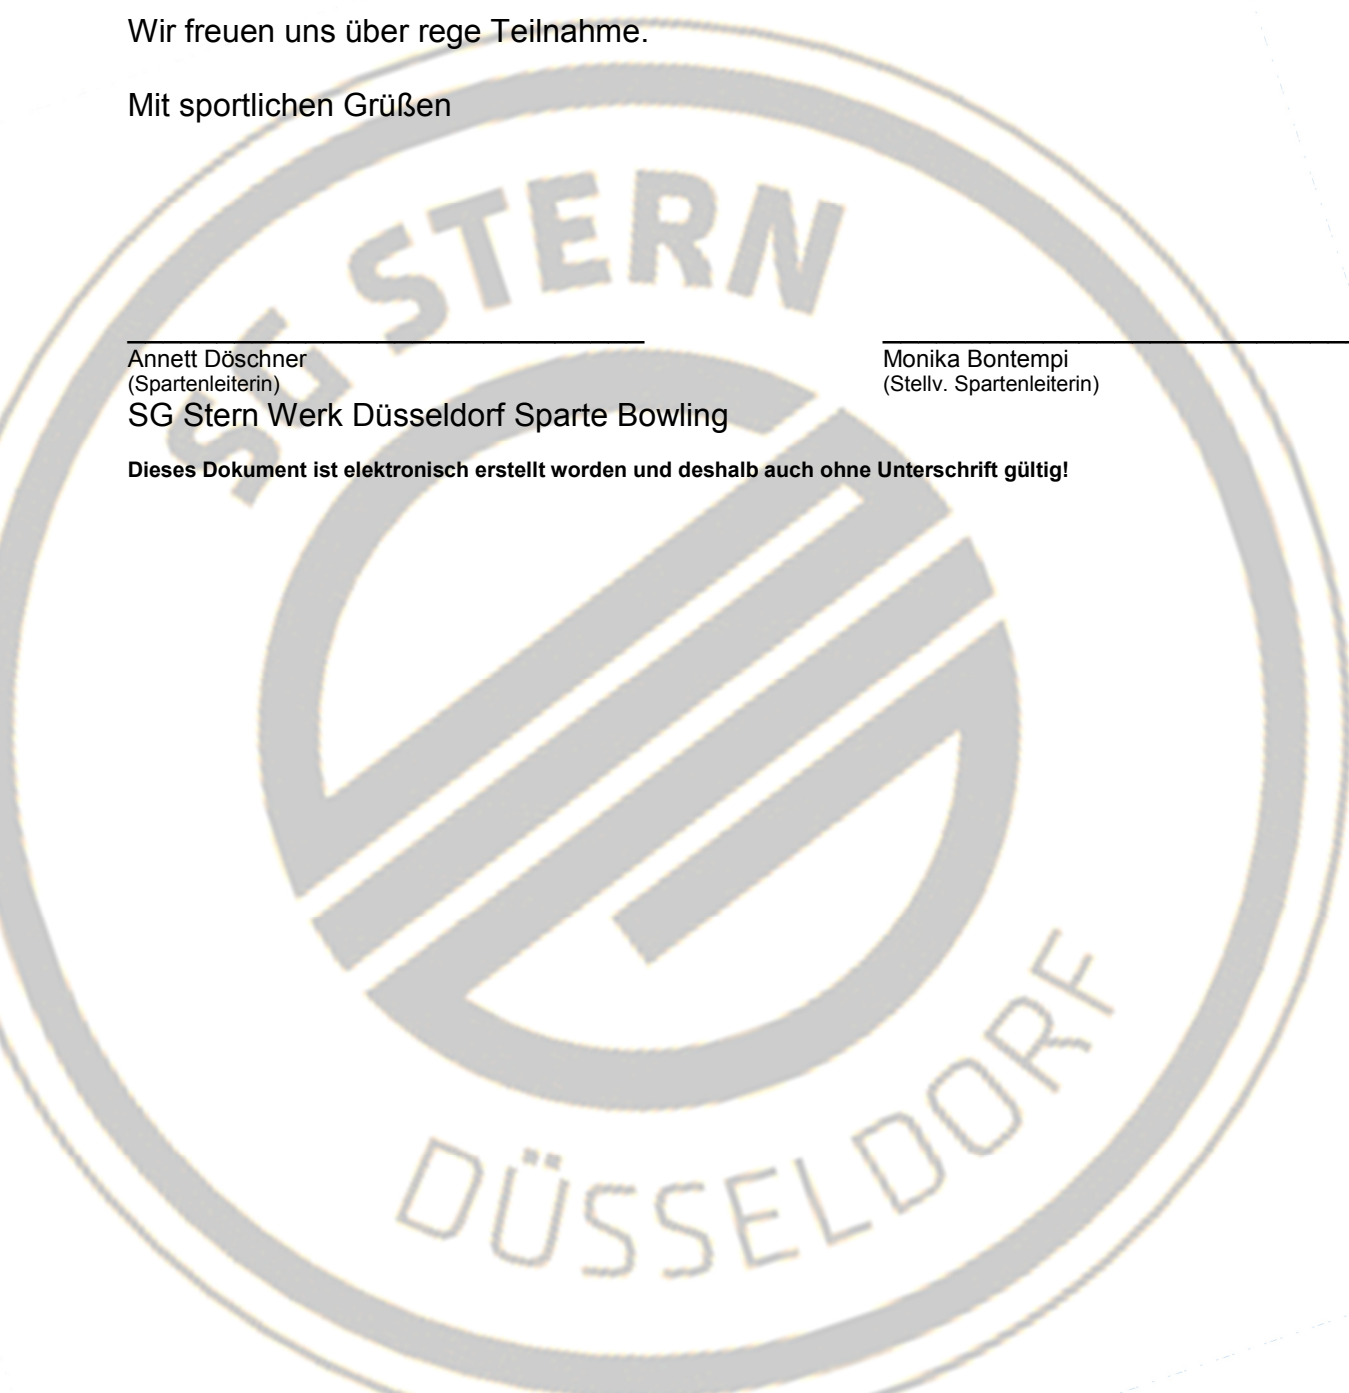 Wir freuen uns über rege Teilnahme.
Mit sportlichen Grüßen
SG STERN
Annett Döschner
(Spartenleiterin)
Monika Bontempi
(Stellv. Spartenleiterin)
SG Stern Werk Düsseldorf Sparte Bowling
Dieses Dokument ist elektronisch erstellt worden und deshalb auch ohne Unterschrift gültig!
DÜSSELDORF